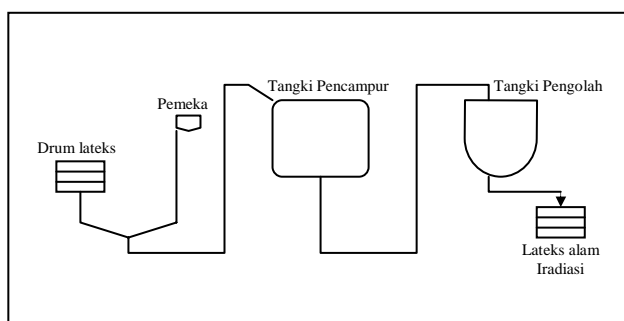 Drum lateks
Pemeka
Tangki Pencampur
Tangki Pengolah
Lateks alam
Iradiasi